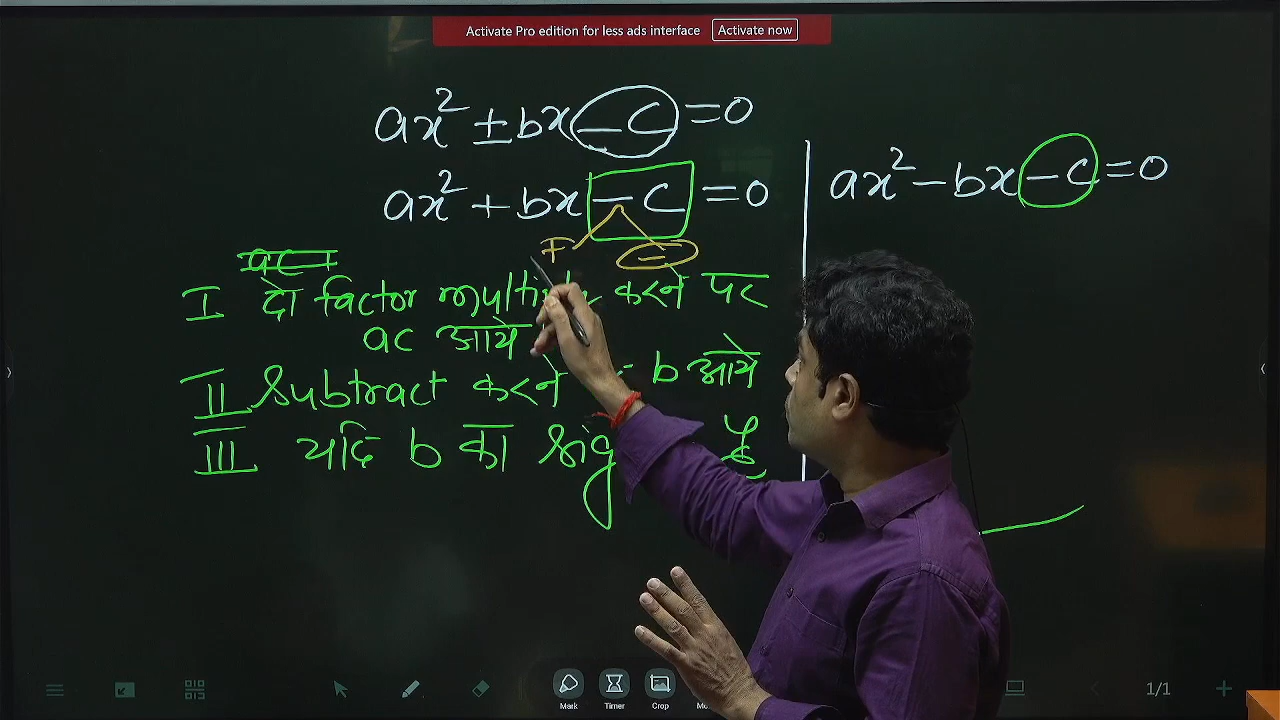 Activate Pro edition for less ads interface Activate now
ax² ± bx – c = 0
ax² + bx – c = 0
ax² – bx – c = 0
I दो factor multiply करने पर
ac आये
II Subtract करने b आये
III यदि b का sig है
Mark Timer Crop
1/1